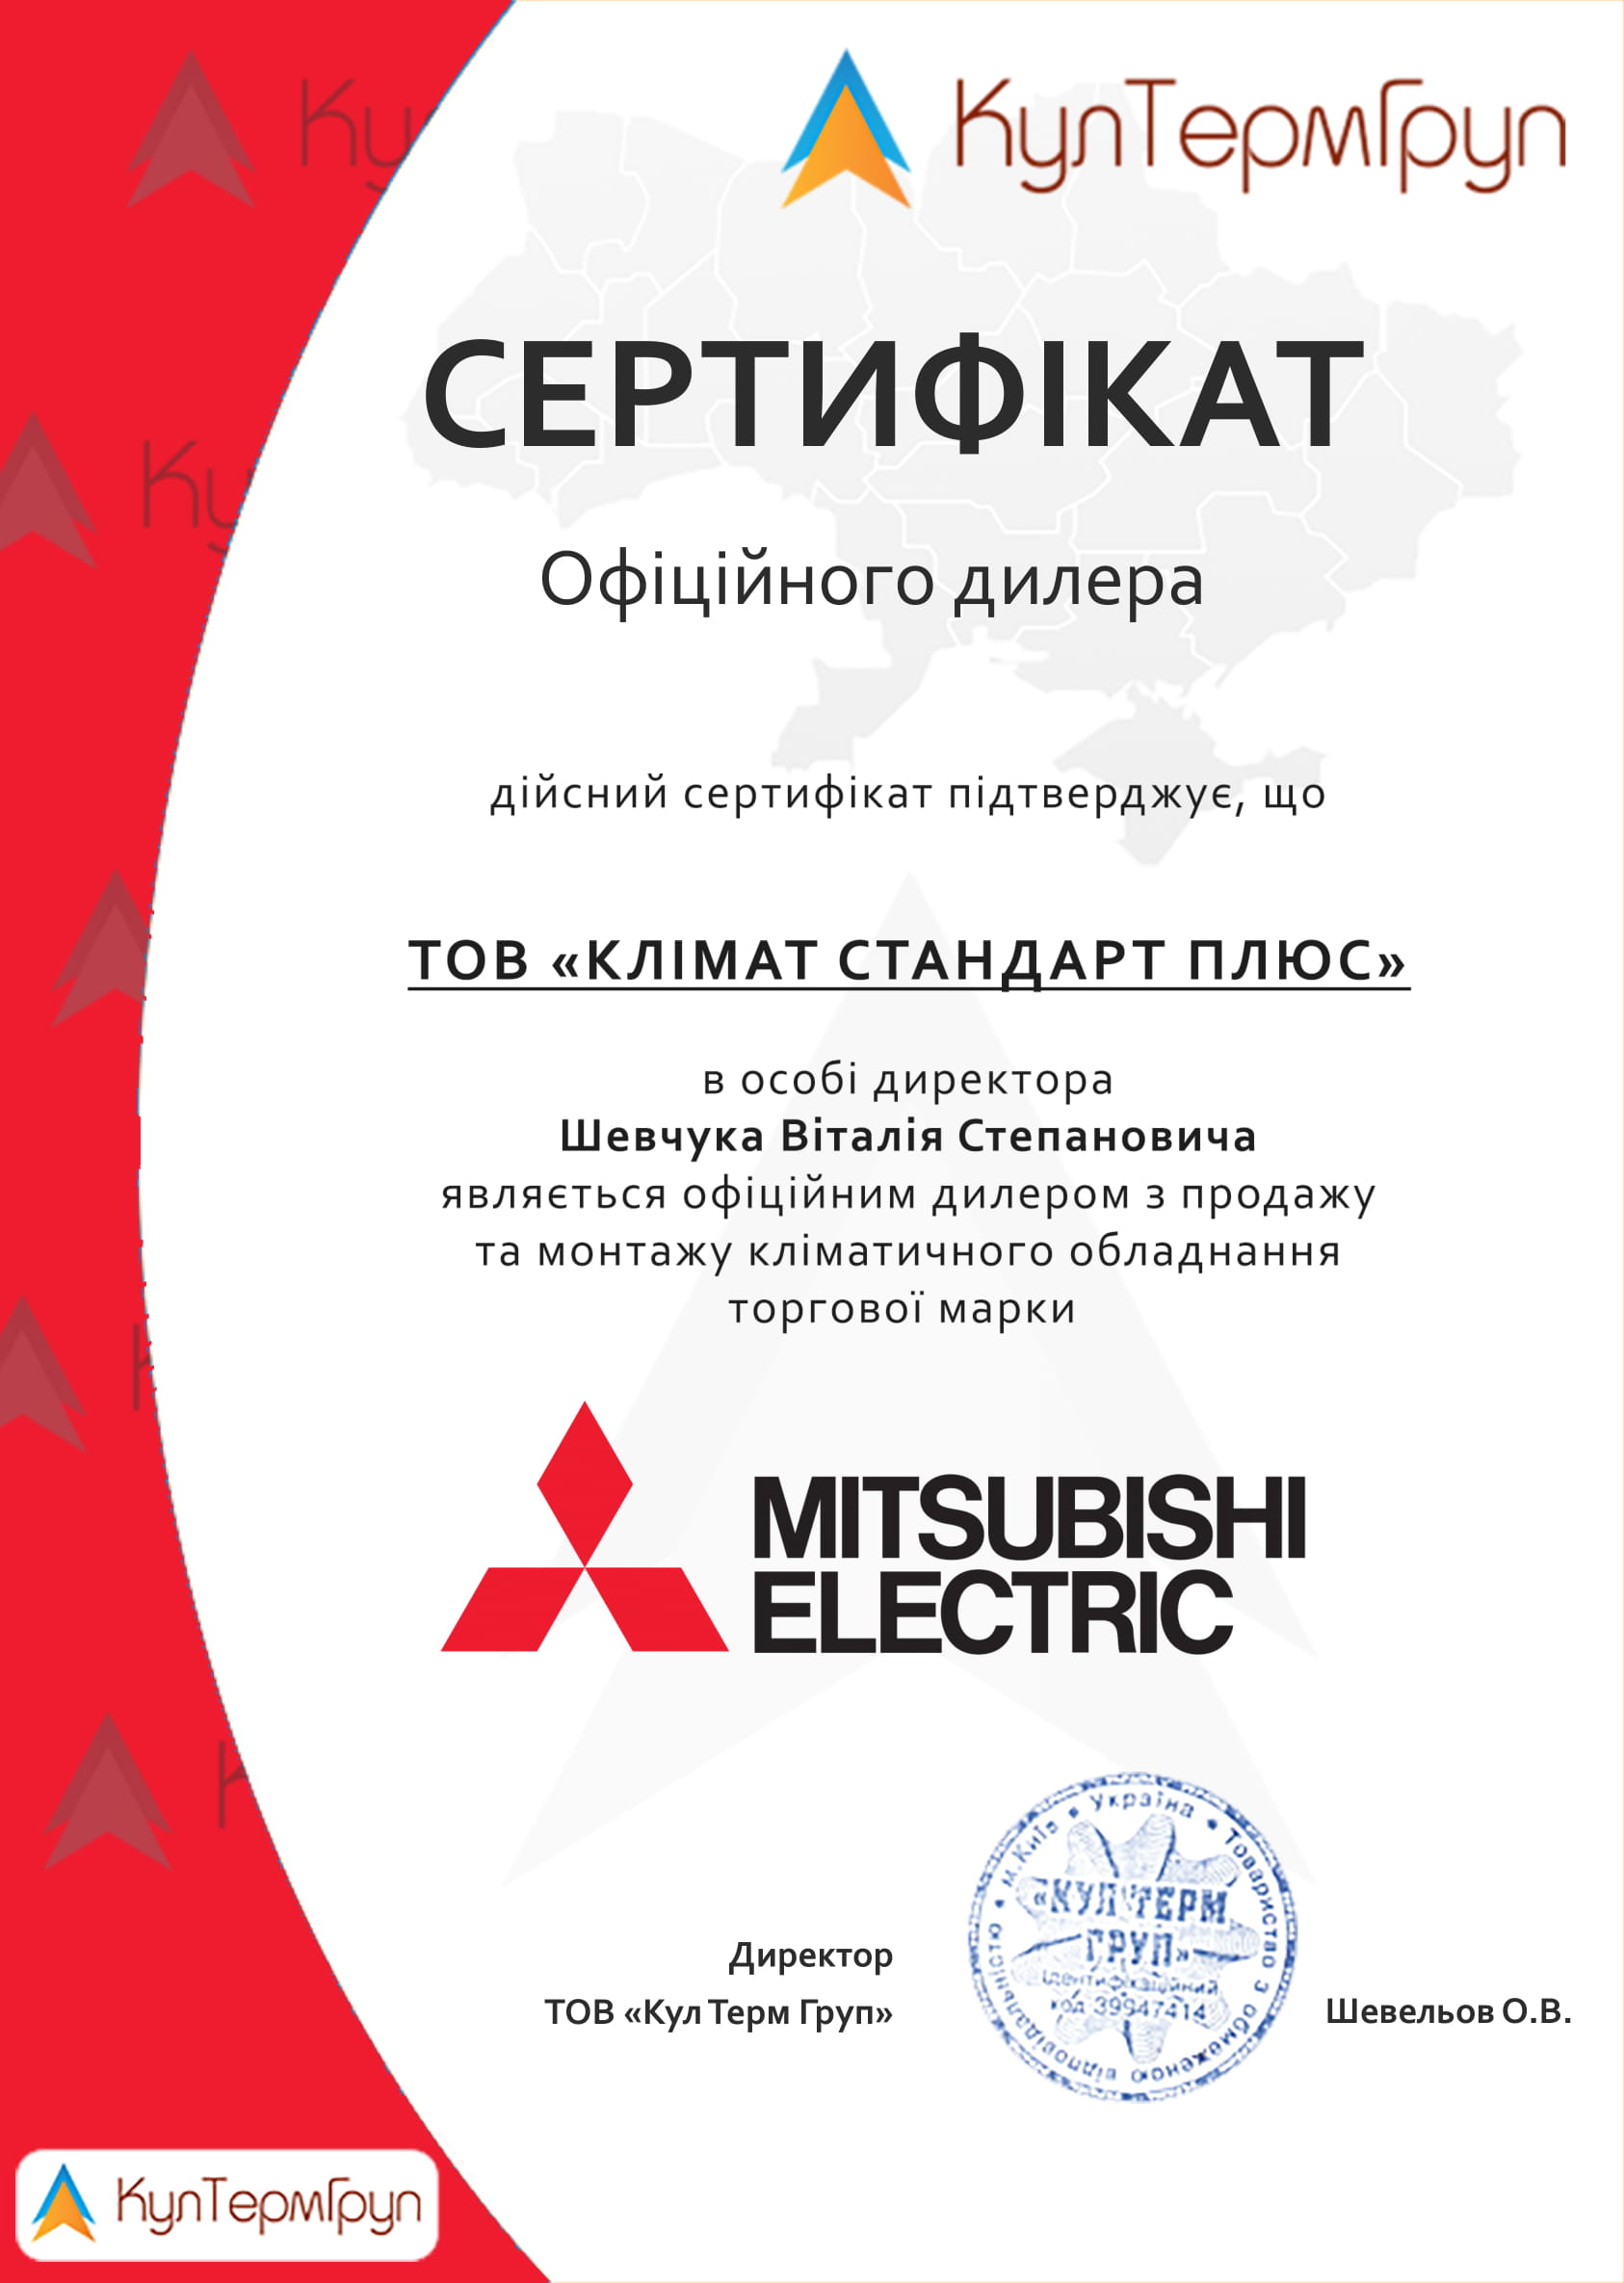 КулТермГруп
СЕРТИФІКАТ
Офіційного дилера
дійсний сертифікат підтверджує, що
ТОВ «КЛІМАТ СТАНДАРТ ПЛЮС»
в особі директора
Шевчука Віталія Степановича
являється офіційним дилером з продажу
та монтажу кліматичного обладнання
торгової марки
MITSUBISHI
ELECTRIC
Директор
ТОВ «Кул Терм Груп»
Україна • Товариство з обмеженою відповідальністю • м.Київ •
«КУЛ ТЕРМ
ГРУП»
Ідентифікаційний
код 39947414
Шевельов О.В.
КулТермГруп
Ку
Ку
К
К